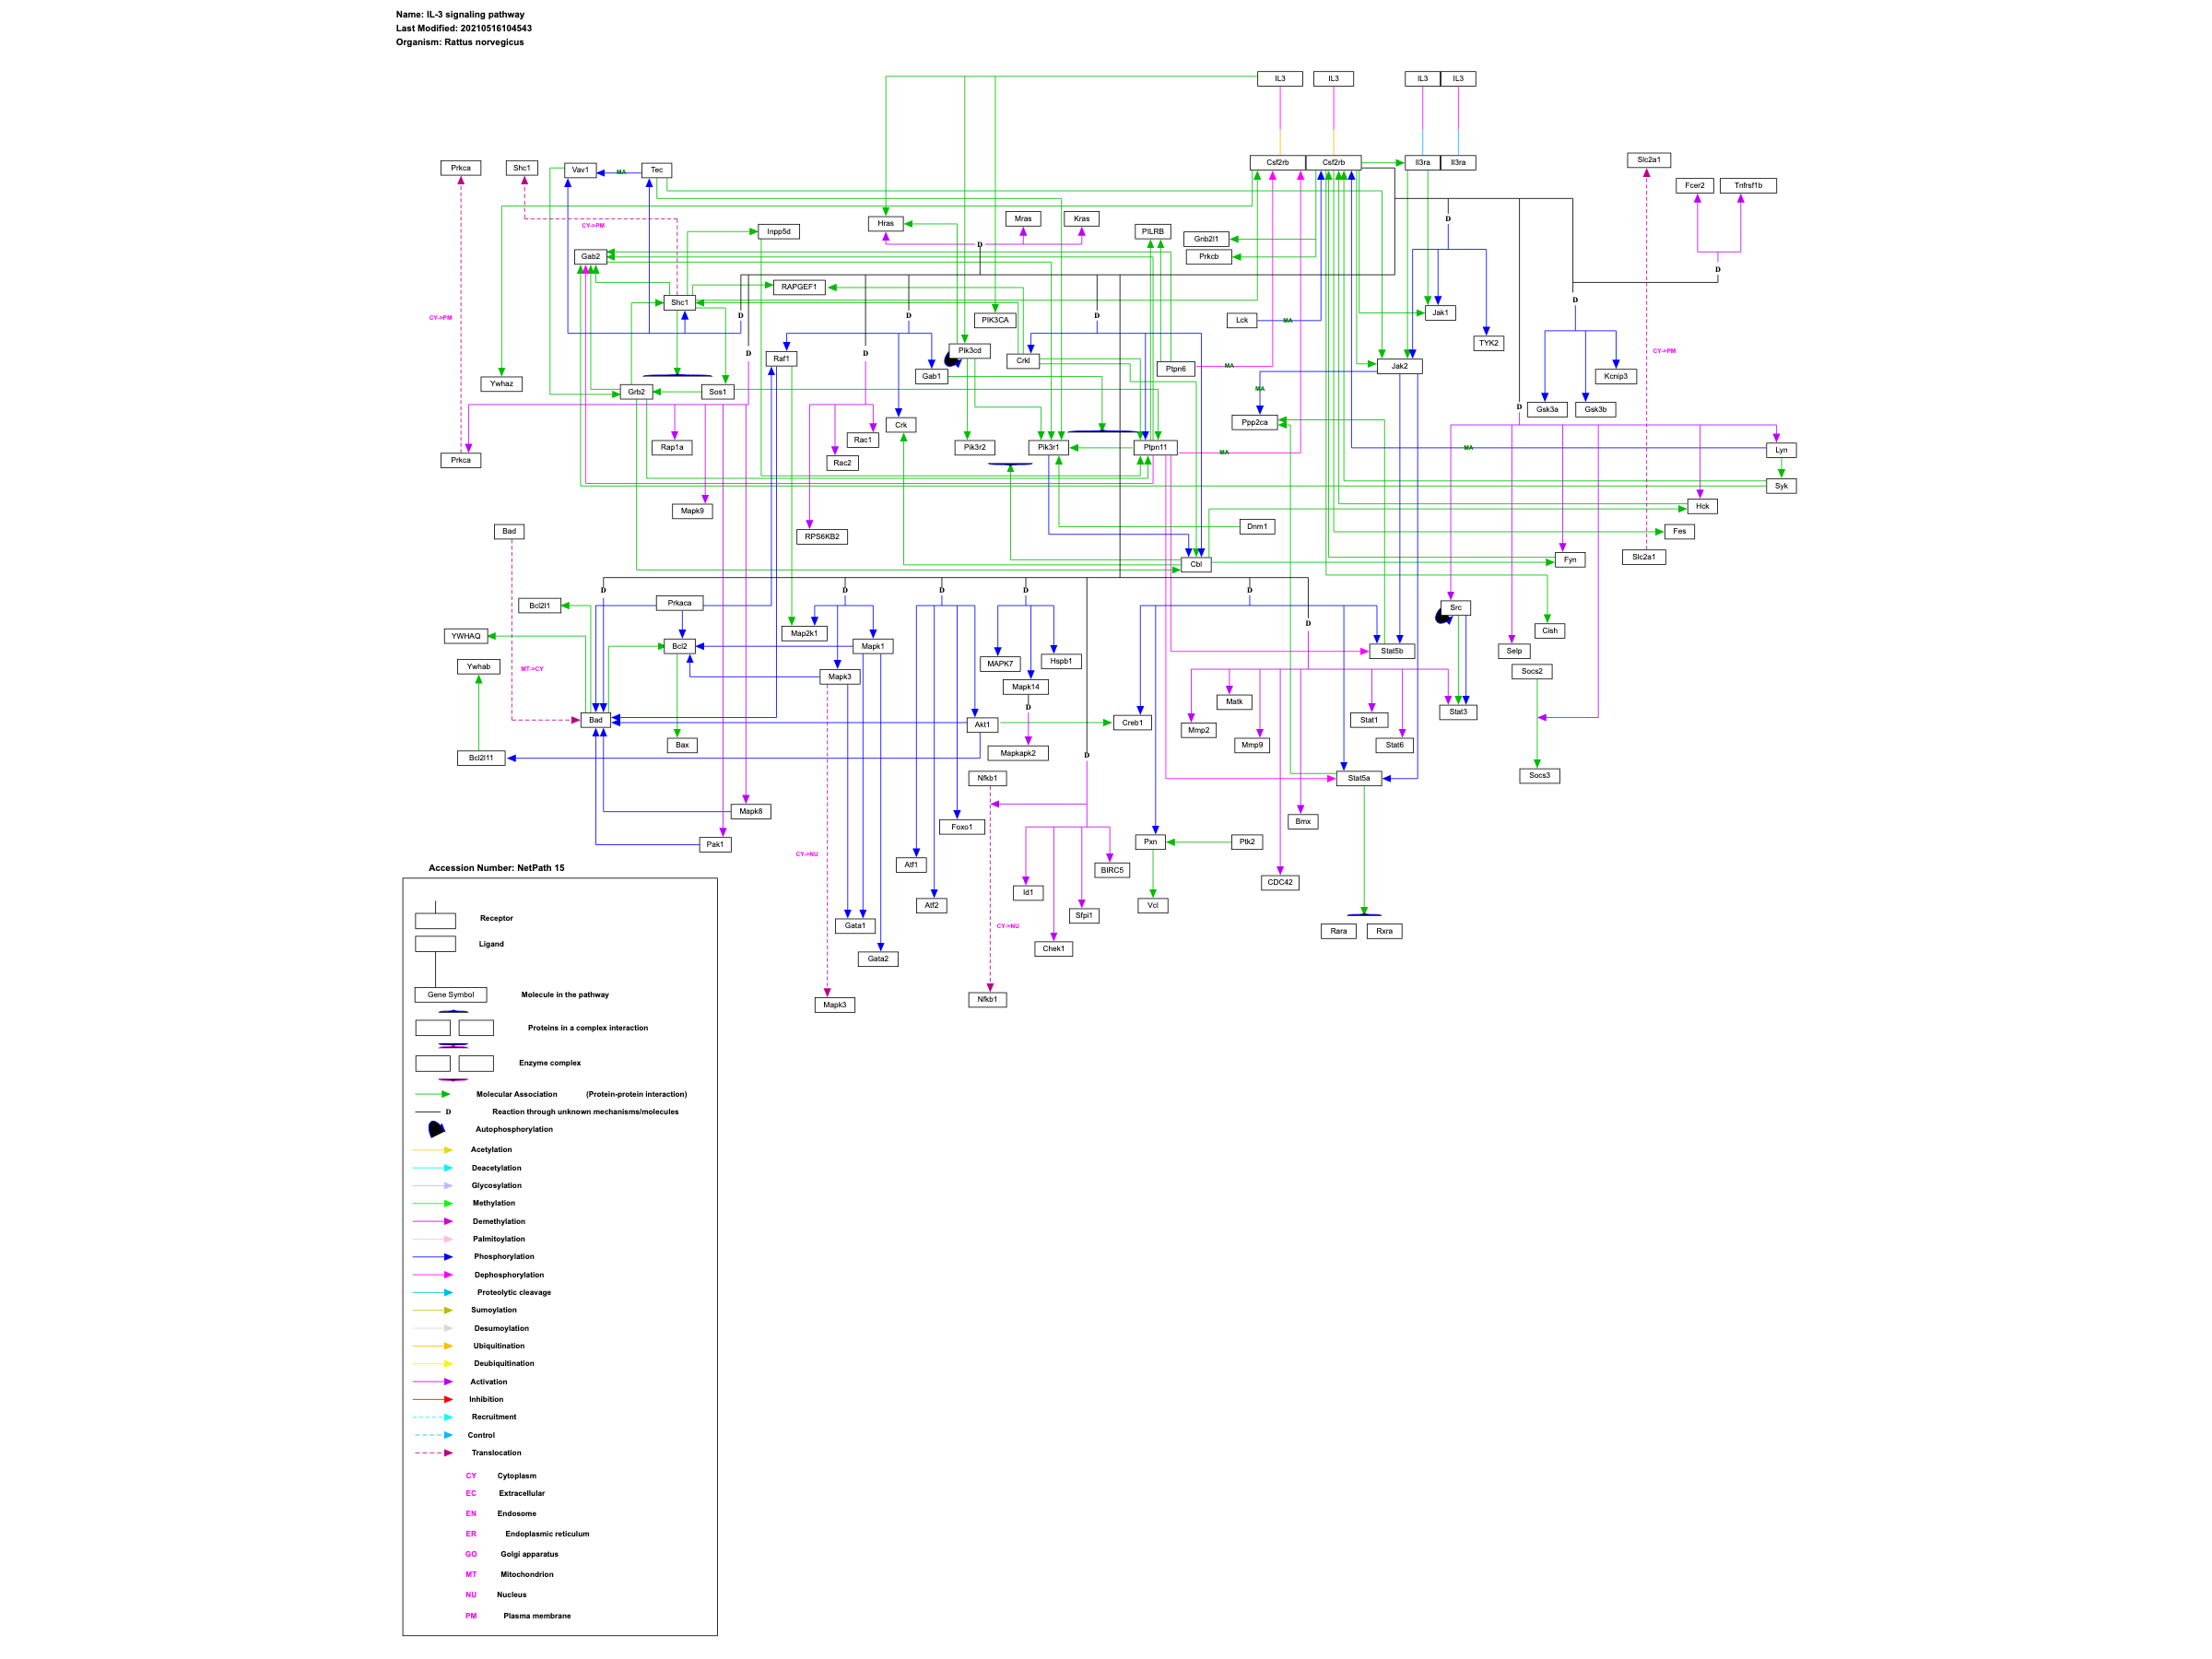 Name: IL-3 signaling pathway
Last Modified: 20210516104543
Organism: Rattus norvegicus
IL3 IL3 IL3 IL3
Prkca Shc1 Vav1 MA Tec Csf2rb Csf2rb Il3ra Il3ra Slc2a1
Fcer2 Tnfrsf1b
CY->PM Inpp5d Hras Mras Kras PILRB D
Gnb2l1
Gab2 D Prkcb
D
RAPGEF1
Shc1 D
CY->PM D D D PIK3CA Lck MA Jak1
TYK2
D Raf1 D Pik3cd Crkl CY->PM
Ptpn6 MA Jak2
Ywhaz Gab1 Kcnip3
Grb2 Sos1 MA
D Gsk3a Gsk3b
Crk Ppp2ca
Rac1
Rap1a Pik3r2 Pik3r1 Ptpn11 MA MA Lyn
Prkca Rac2
Syk
Mapk9 Hck
Bad RPS6KB2 Dnm1 Fes
Cbl Fyn Slc2a1
D D D D D
Bcl2l1 Prkaca Src
D
YWHAQ Map2k1 Cish
Bcl2 Mapk1 Stat5b Selp
Ywhab MT->CY MAPK7 Hspb1
Mapk3 Socs2
Mapk14
Matk
D
Bad Akt1 Creb1 Stat1 Stat3
Mmp2
Bax Mapkapk2 Mmp9 Stat6
Bcl2l11 D
Nfkb1 Stat5a Socs3
Mapk8
Foxo1 Bmx
Pak1 Pxn Ptk2
CY->NU
Atf1 BIRC5
Accession Number: NetPath 15
CDC42
Id1
Atf2 Vcl
Sfpi1
Receptor Gata1 CY->NU
Rara Rxra
Ligand Chek1
Gata2
Gene Symbol Molecule in the pathway
Mapk3 Nfkb1
Proteins in a complex interaction
Enzyme complex
Molecular Association (Protein-protein interaction)
D Reaction through unknown mechanisms/molecules
Autophosphorylation
Acetylation
Deacetylation
Glycosylation
Methylation
Demethylation
Palmitoylation
Phosphorylation
Dephosphorylation
Proteolytic cleavage
Sumoylation
Desumoylation
Ubiquitination
Deubiquitination
Activation
Inhibition
Recruitment
Control
Translocation
CY Cytoplasm
EC Extracellular
EN Endosome
ER Endoplasmic reticulum
GO Golgi apparatus
MT Mitochondrion
NU Nucleus
PM Plasma membrane